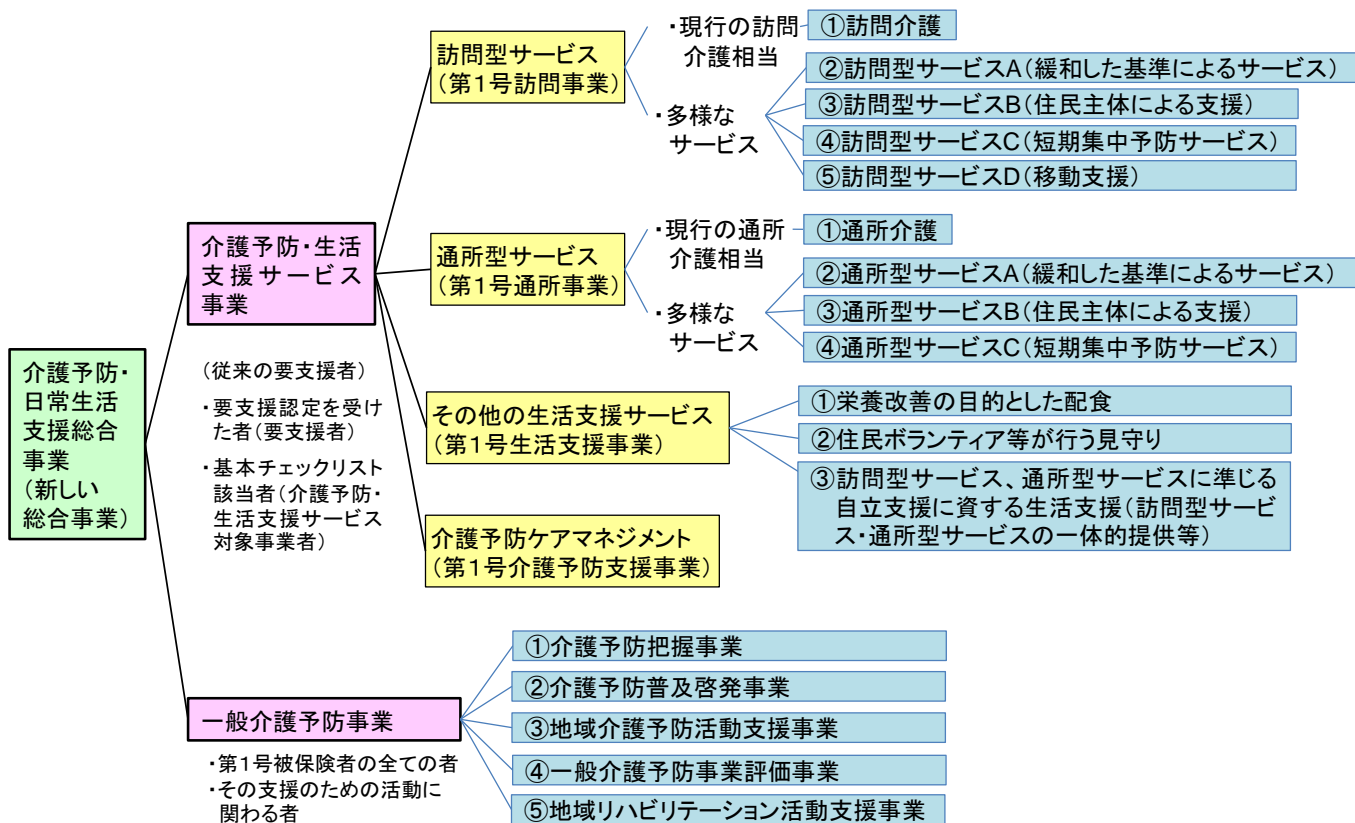 介護予防・
日常生活
支援総合
事業
(新しい
総合事業)
介護予防・生活
支援サービス
事業
(従来の要支援者)
・要支援認定を受け
た者(要支援者)
・基本チェックリスト
該当者(介護予防・
生活支援サービス
対象事業者)
訪問型サービス
(第1号訪問事業)
・現行の訪問
介護相当
①訪問介護
・多様な
サービス
②訪問型サービスA(緩和した基準によるサービス)
③訪問型サービスB(住民主体による支援)
④訪問型サービスC(短期集中予防サービス)
⑤訪問型サービスD(移動支援)
通所型サービス
(第1号通所事業)
・現行の通所
介護相当
①通所介護
・多様な
サービス
②通所型サービスA(緩和した基準によるサービス)
③通所型サービスB(住民主体による支援)
④通所型サービスC(短期集中予防サービス)
その他の生活支援サービス
(第1号生活支援事業)
①栄養改善の目的とした配食
②住民ボランティア等が行う見守り
③訪問型サービス、通所型サービスに準じる
自立支援に資する生活支援(訪問型サービ
ス・通所型サービスの一体的提供等)
介護予防ケアマネジメント
(第1号介護予防支援事業)
一般介護予防事業
・第1号被保険者の全ての者
・その支援のための活動に
関わる者
①介護予防把握事業
②介護予防普及啓発事業
③地域介護予防活動支援事業
④一般介護予防事業評価事業
⑤地域リハビリテーション活動支援事業